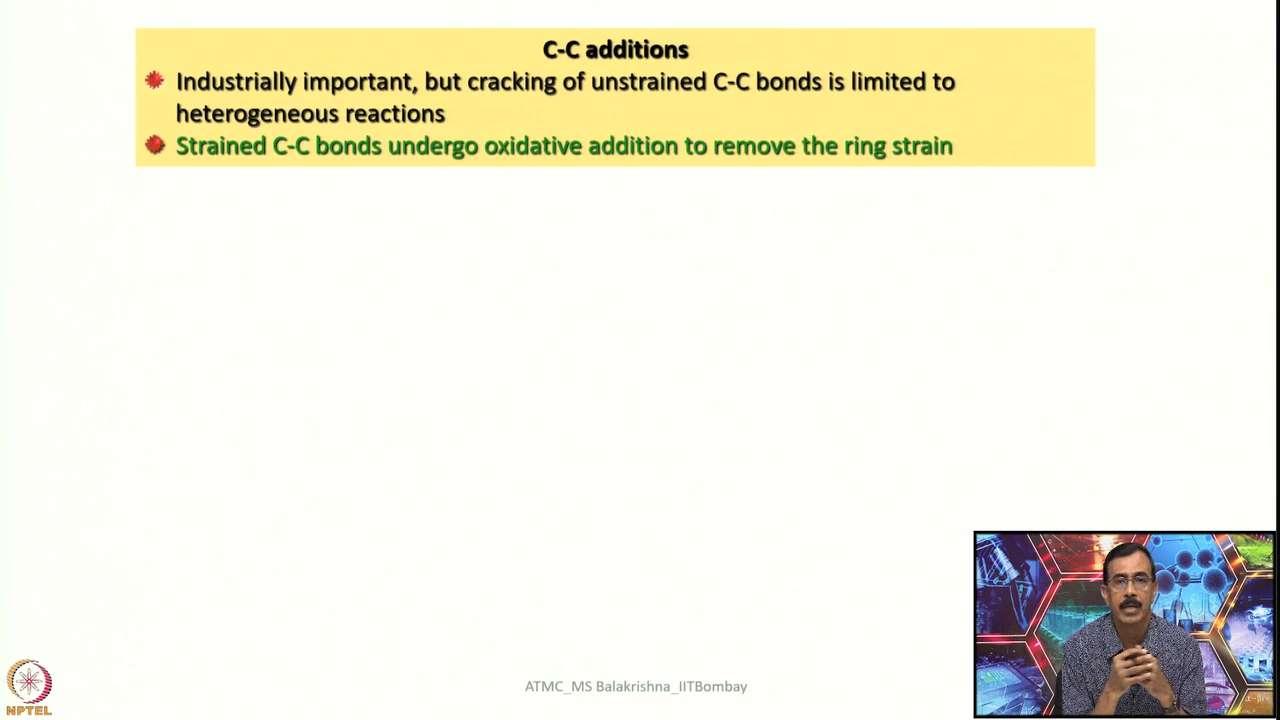 C-C additions
Industrially important, but cracking of unstrained C-C bonds is limited to
heterogeneous reactions
Strained C-C bonds undergo oxidative addition to remove the ring strain
ATMC_MS Balakrishna_IITBombay
NPTEL